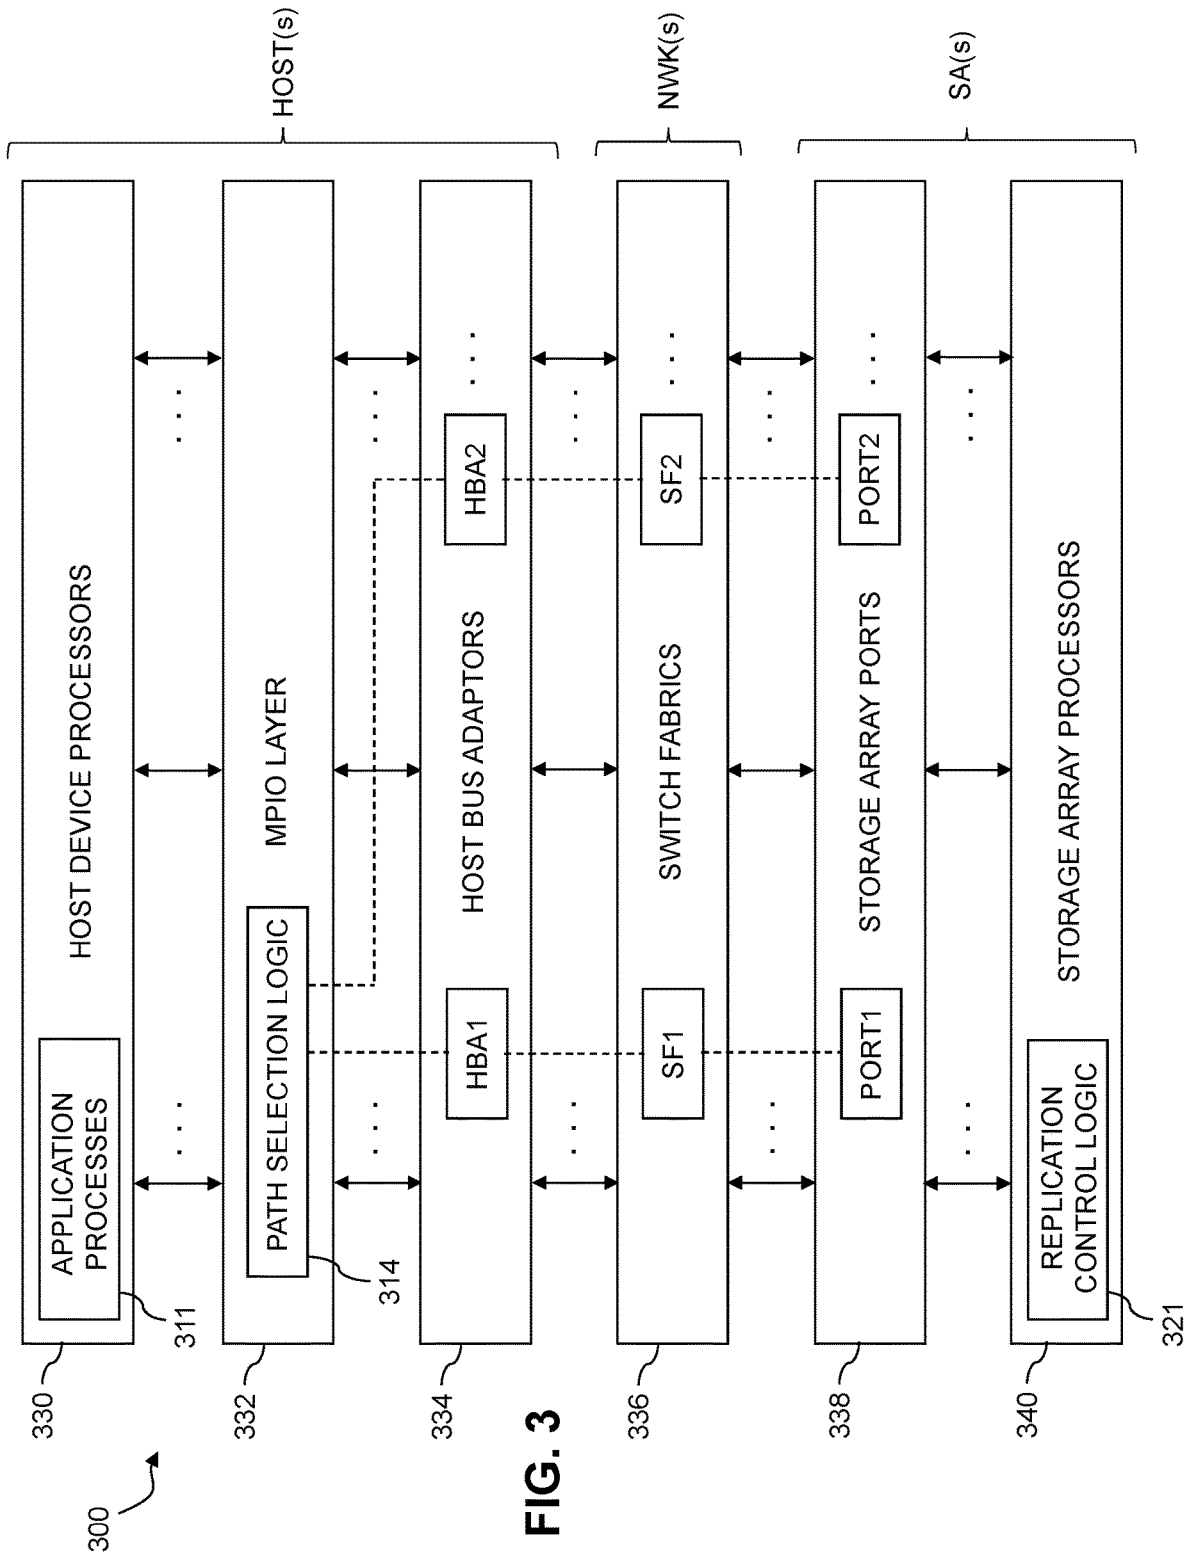 300
330
APPLICATION
PROCESSES
311
HOST DEVICE PROCESSORS
332
PATH SELECTION LOGIC
314
MPIO LAYER
334
HBA1
HOST BUS ADAPTORS
HBA2
. . .
HOST(s)
336
SF1
SWITCH FABRICS
SF2
. . .
NWK(s)
338
PORT1
STORAGE ARRAY PORTS
PORT2
. . .
340
REPLICATION
CONTROL LOGIC
321
STORAGE ARRAY PROCESSORS
SA(s)
FIG. 3